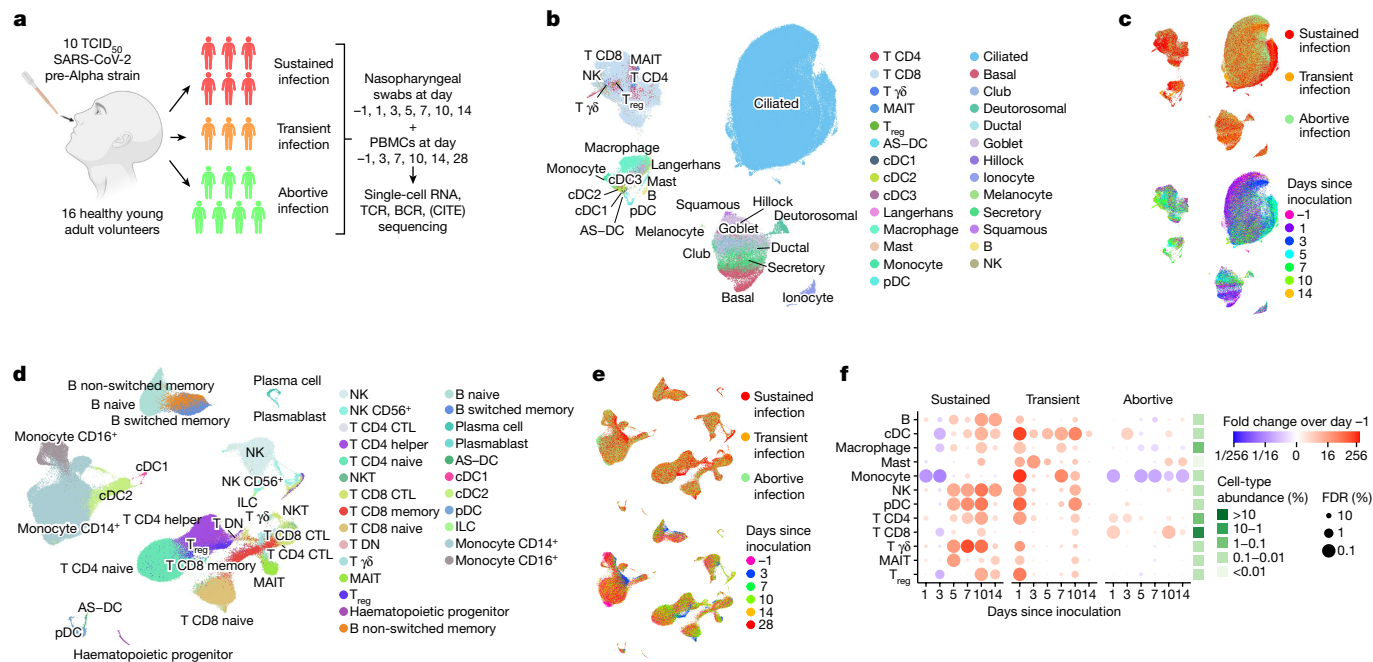 a
10 TCID50
SARS-CoV-2
pre-Alpha strain
16 healthy young
adult volunteers
Sustained
infection
Transient
infection
Abortive
infection
Nasopharyngeal
swabs at day
–1, 1, 3, 5, 7, 10, 14
+
PBMCs at day
–1, 3, 7, 10, 14, 28
Single-cell RNA,
TCR, BCR, (CITE)
sequencing
b
T CD8
MAIT
NK
T CD4
Treg
T γδ
Ciliated
Macrophage
Monocyte
Langerhans
cDC3
Mast
cDC2
B
cDC1
pDC
AS–DC
Squamous
Hillock
Deutorosomal
Melanocyte
Goblet
Club
Ductal
Secretory
Basal
Ionocyte
T CD4
T CD8
T γδ
MAIT
Treg
AS–DC
cDC1
cDC2
cDC3
Langerhans
Macrophage
Mast
Monocyte
pDC
Ciliated
Basal
Club
Deutorosomal
Ductal
Goblet
Hillock
Ionocyte
Melanocyte
Secretory
Squamous
B
NK
c
Sustained
infection
Transient
infection
Abortive
infection
Days since
inoculation
–1
1
3
5
7
10
14
d
B non-switched memory
B naive
B switched memory
Plasma cell
Plasmablast
Monocyte CD16+
cDC1
cDC2
Monocyte CD14+
NK
NK CD56+
ILC
T γδ
NKT
T CD4 helper
T DN
T CD8 CTL
Treg
T CD4 CTL
T CD8 memory
T CD4 naive
MAIT
T CD8 naive
AS–DC
pDC
Haematopoietic progenitor
NK
NK CD56+
T CD4 CTL
T CD4 helper
T CD4 naive
NKT
T CD8 CTL
T CD8 memory
T CD8 naive
T DN
T γδ
MAIT
Treg
Haematopoietic progenitor
B non-switched memory
B naive
B switched memory
Plasma cell
Plasmablast
AS–DC
cDC1
cDC2
pDC
ILC
Monocyte CD14+
Monocyte CD16+
e
Sustained
infection
Transient
infection
Abortive
infection
Days since
inoculation
–1
3
7
10
14
28
f
Sustained Transient Abortive
B
cDC
Macrophage
Mast
Monocyte
NK
pDC
T CD4
T CD8
T γδ
MAIT
Treg
1 3 5 7 10 14 1 3 5 7 10 14 1 3 5 7 10 14
Days since inoculation
Fold change over day –1
1/256 1/16 0 16 256
Cell-type
abundance (%)
>10
10–1
1–0.1
0.1–0.01
<0.01
FDR (%)
10
1
0.1